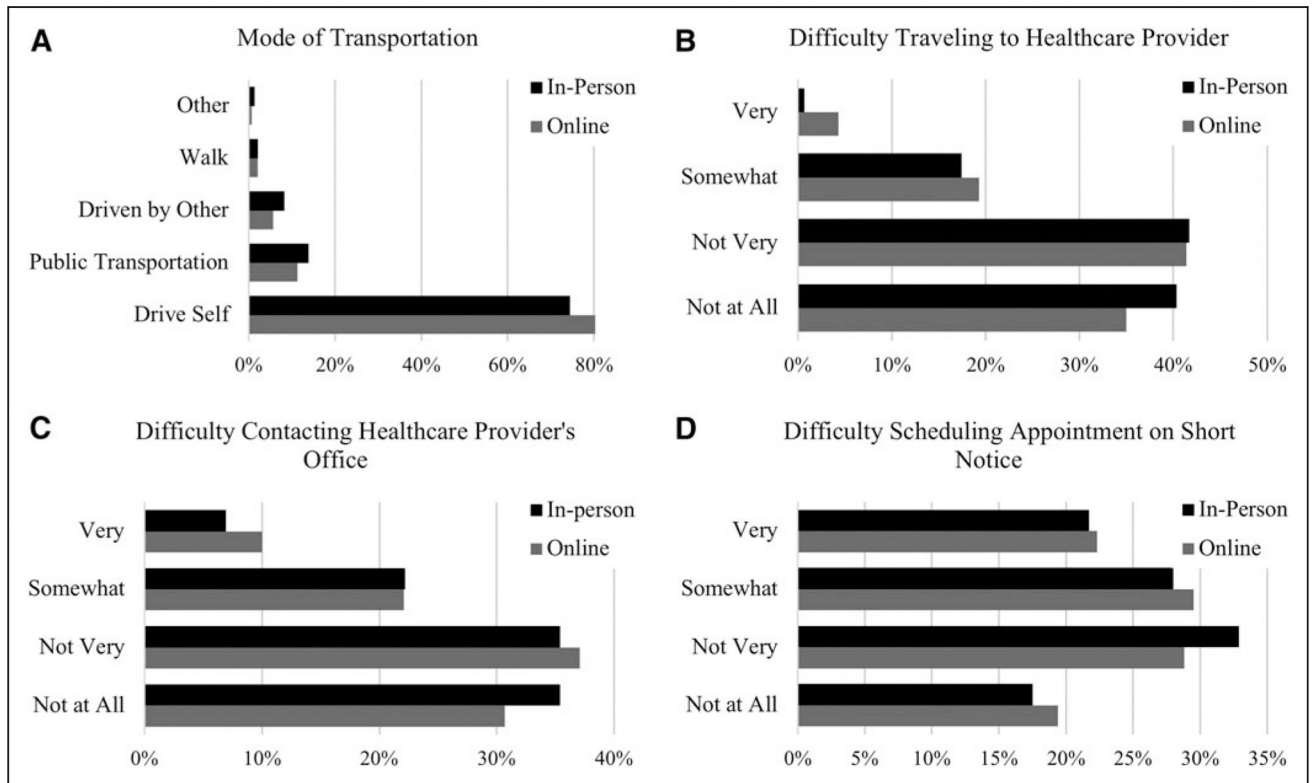 A
Mode of Transportation
In-Person
Online
Other
Walk
Driven by Other
Public Transportation
Drive Self
0% 20% 40% 60% 80%
B
Difficulty Traveling to Healthcare Provider
In-Person
Online
Very
Somewhat
Not Very
Not at All
0% 10% 20% 30% 40% 50%
C
Difficulty Contacting Healthcare Provider's
Office
In-person
Online
Very
Somewhat
Not Very
Not at All
0% 10% 20% 30% 40%
D
Difficulty Scheduling Appointment on Short
Notice
In-Person
Online
Very
Somewhat
Not Very
Not at All
0% 5% 10% 15% 20% 25% 30% 35%